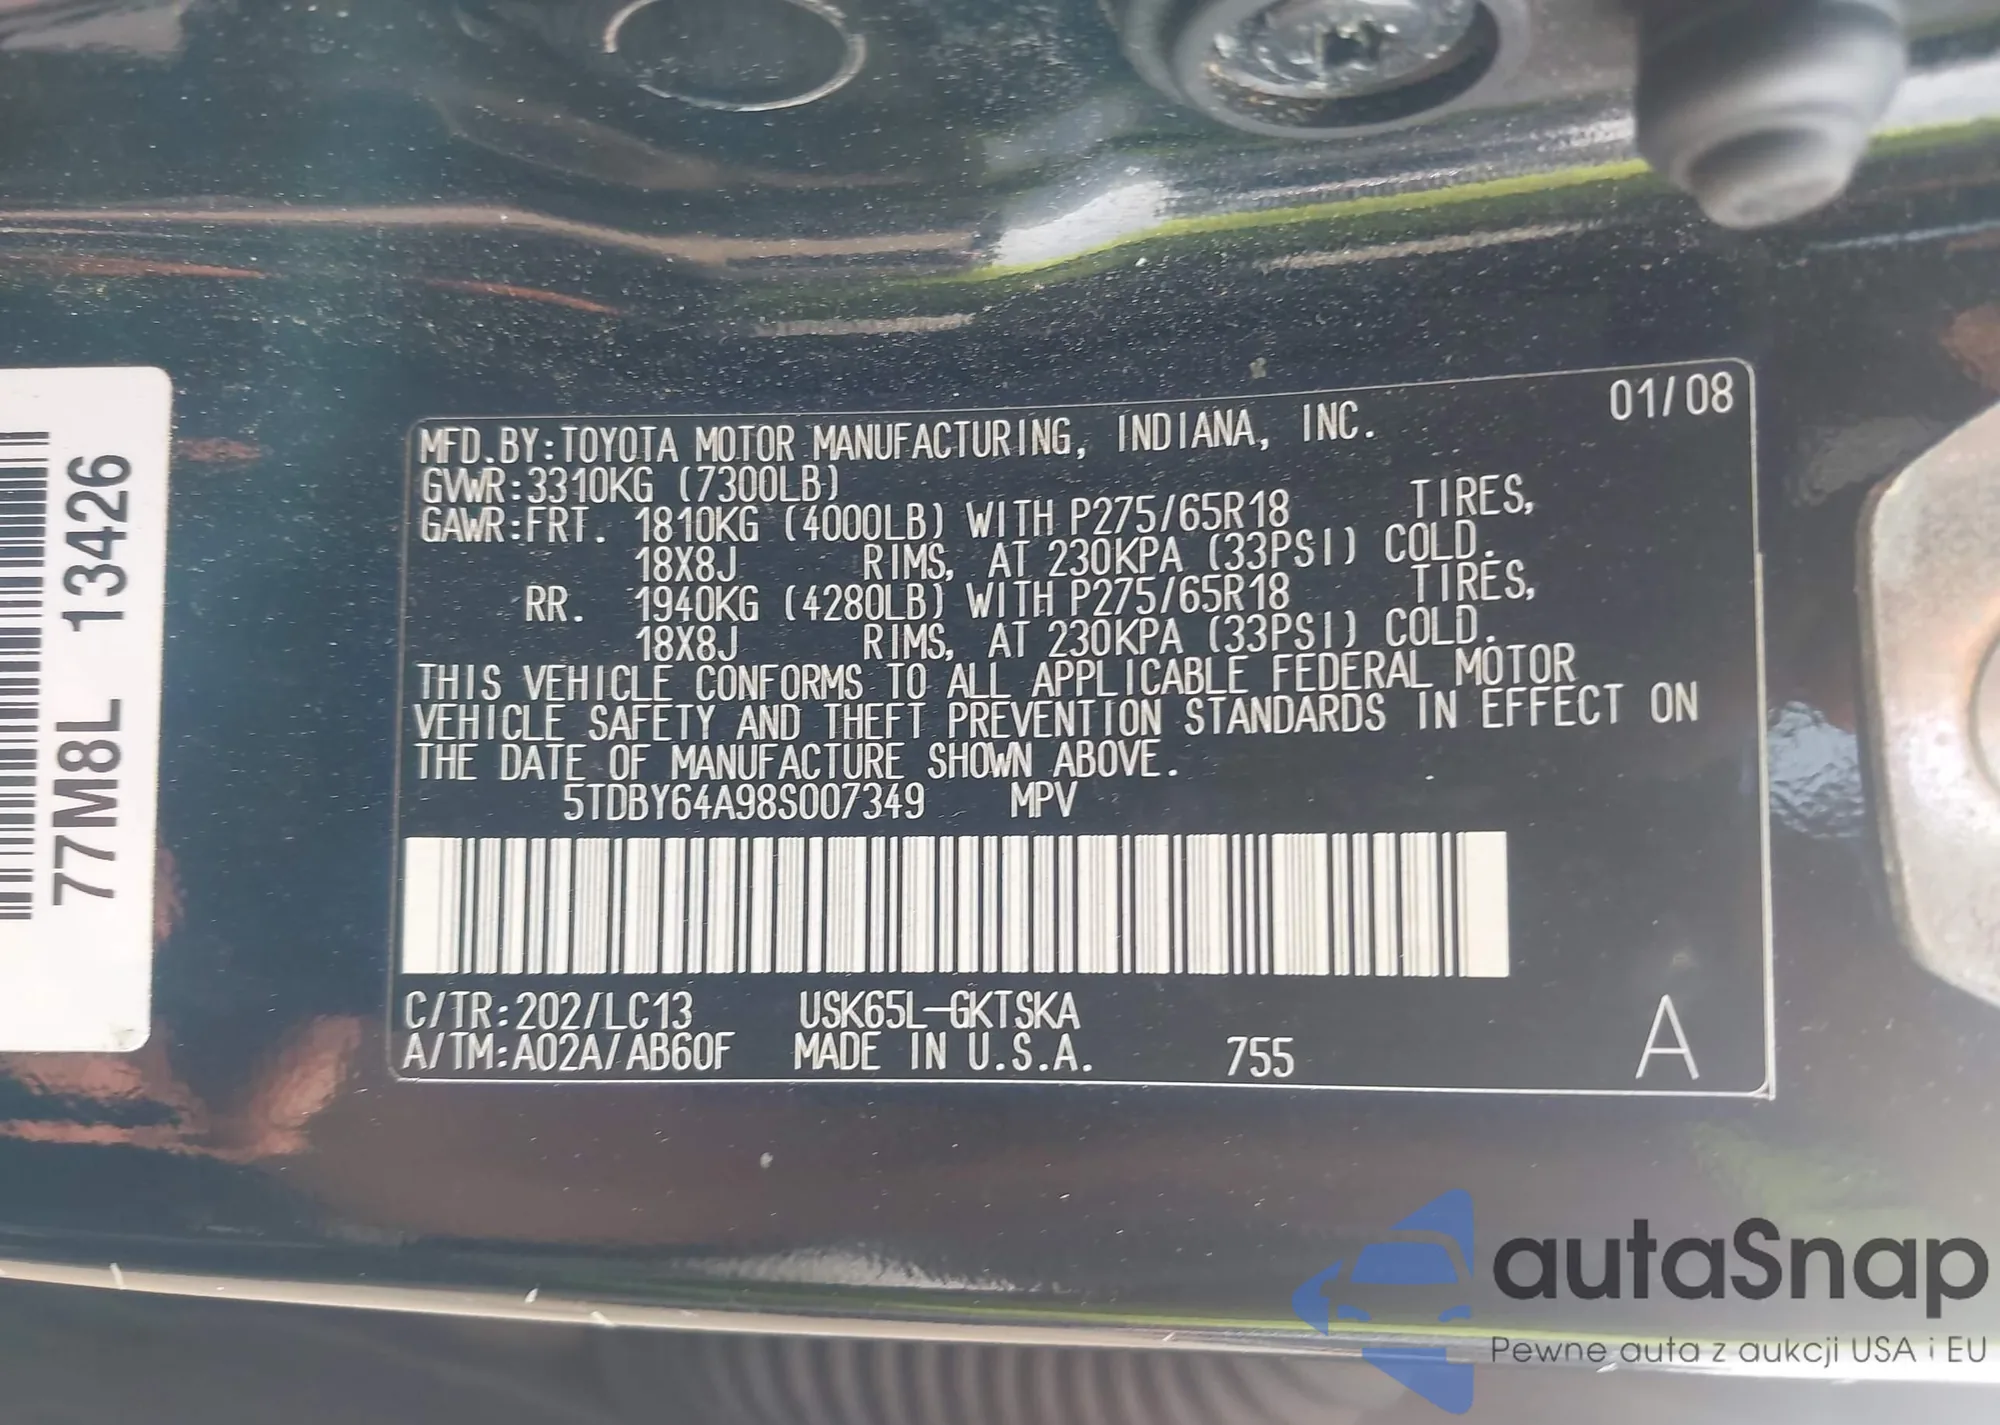 01/08
MFD.BY:TOYOTA MOTOR MANUFACTURING, INDIANA, INC.
GVWR:3310KG (7300LB)
GAWR:FRT. 1810KG (4000LB) WITH P275/65R18 TIRES,
18X8J RIMS, AT 230KPA (33PSI) COLD.
RR. 1940KG (4280LB) WITH P275/65R18 TIRES,
18X8J RIMS, AT 230KPA (33PSI) COLD.
THIS VEHICLE CONFORMS TO ALL APPLICABLE FEDERAL MOTOR
VEHICLE SAFETY AND THEFT PREVENTION STANDARDS IN EFFECT ON
THE DATE OF MANUFACTURE SHOWN ABOVE.
5TDBY64A98S007349 MPV
C/TR:202/LC13 USK65L-GKTSKA
A/TM:A02A/AB60F MADE IN U.S.A. 755 A
77M8L 13426
autaSnap
Pewne auta z aukcji USA i EU